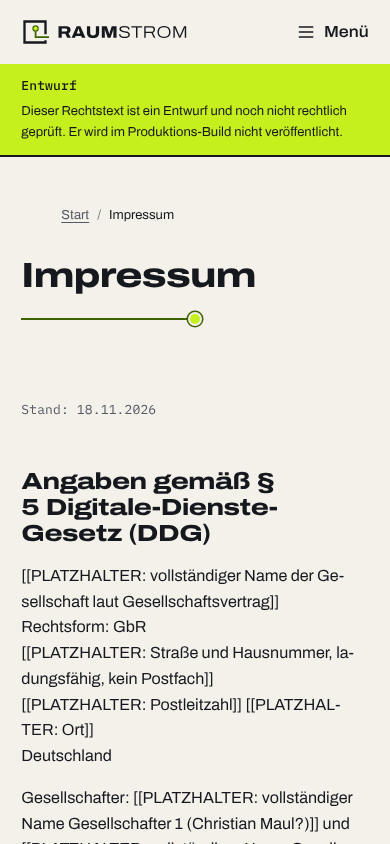 RAUMSTROM
Menü
Entwurf
Dieser Rechtstext ist ein Entwurf und noch nicht rechtlich
geprüft. Er wird im Produktions-Build nicht veröffentlicht.
Start / Impressum
Impressum
Stand: 18.11.2026
Angaben gemäß §
5 Digitale-Dienste-
Gesetz (DDG)
[[PLATZHALTER: vollständiger Name der Ge-
sellschaft laut Gesellschaftsvertrag]]
Rechtsform: GbR
[[PLATZHALTER: Straße und Hausnummer, la-
dungsfähig, kein Postfach]]
[[PLATZHALTER: Postleitzahl]] [[PLATZHAL-
TER: Ort]]
Deutschland
Gesellschafter: [[PLATZHALTER: vollständiger
Name Gesellschafter 1 (Christian Maul?)]] und